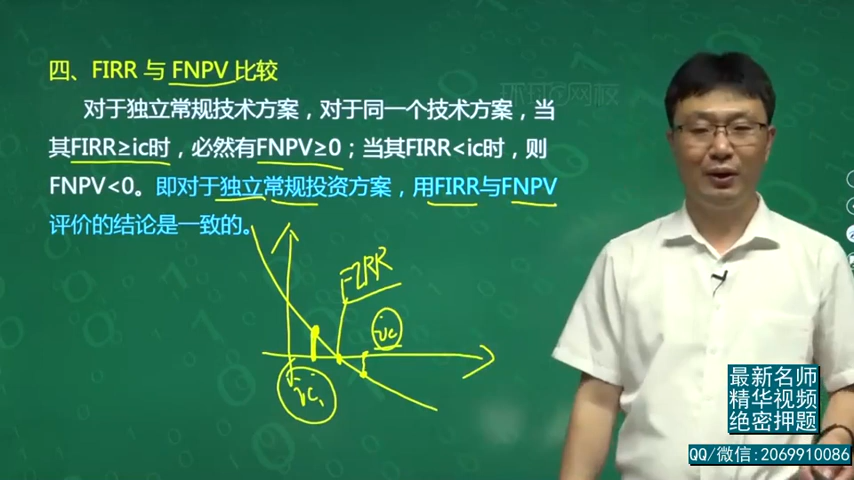 四、FIRR 与 FNPV 比较
对于独立常规技术方案，对于同一个技术方案，当
其FIRR≥ic时，必然有FNPV≥0；当其FIRR<ic时，则
FNPV<0。即对于独立常规投资方案，用FIRR与FNPV
评价的结论是一致的。
环球网校
FIRR
ic
ic₁
最新名师
精华视频
绝密押题
QQ/微信:2069910086